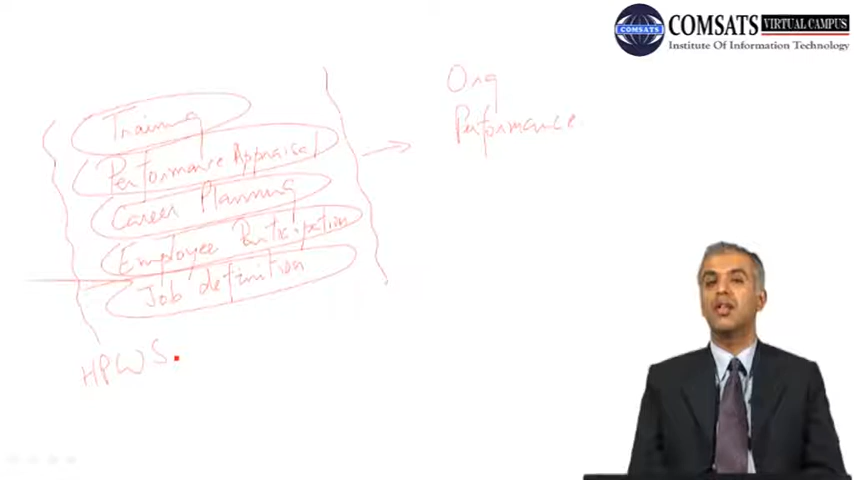 COMSATS VIRTUAL CAMPUS
Institute Of Information Technology
COMSATS
Training
Performance Appraisal
Career Planning
Employee Participation
Job definition
HPWS
Org
Performance